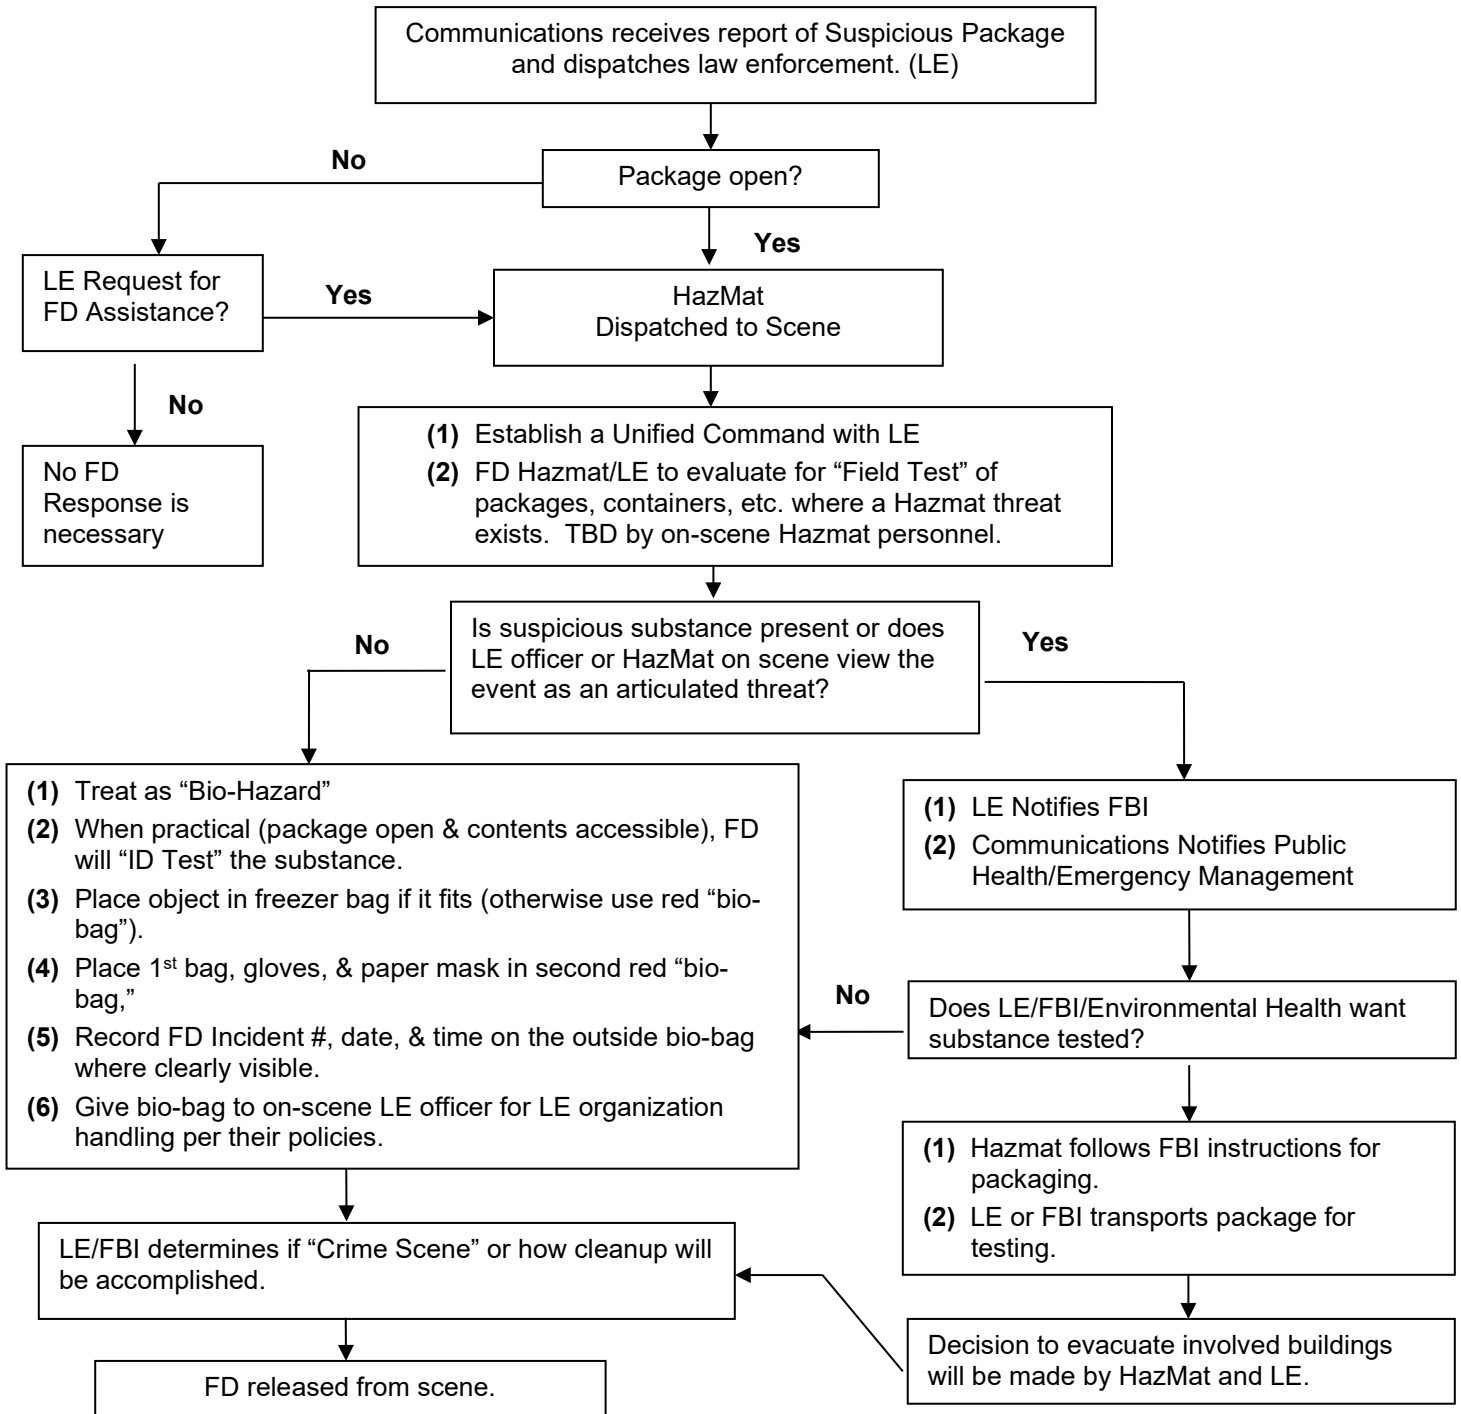 Communications receives report of Suspicious Package
and dispatches law enforcement. (LE)
No
Package open?
Yes
LE Request for
FD Assistance?
Yes
HazMat
Dispatched to Scene
No
No FD
Response is
necessary
(1) Establish a Unified Command with LE
(2) FD Hazmat/LE to evaluate for “Field Test” of
packages, containers, etc. where a Hazmat threat
exists.  TBD by on-scene Hazmat personnel.
No
Is suspicious substance present or does
LE officer or HazMat on scene view the
event as an articulated threat?
Yes
(1) Treat as “Bio-Hazard”
(2) When practical (package open & contents accessible), FD
will “ID Test” the substance.
(3) Place object in freezer bag if it fits (otherwise use red “bio-
bag”).
(4) Place 1st bag, gloves, & paper mask in second red “bio-
bag,”
(5) Record FD Incident #, date, & time on the outside bio-bag
where clearly visible.
(6) Give bio-bag to on-scene LE officer for LE organization
handling per their policies.
(1) LE Notifies FBI
(2) Communications Notifies Public
Health/Emergency Management
No
Does LE/FBI/Environmental Health want
substance tested?
(1) Hazmat follows FBI instructions for
packaging.
(2) LE or FBI transports package for
testing.
LE/FBI determines if “Crime Scene” or how cleanup will
be accomplished.
Decision to evacuate involved buildings
will be made by HazMat and LE.
FD released from scene.